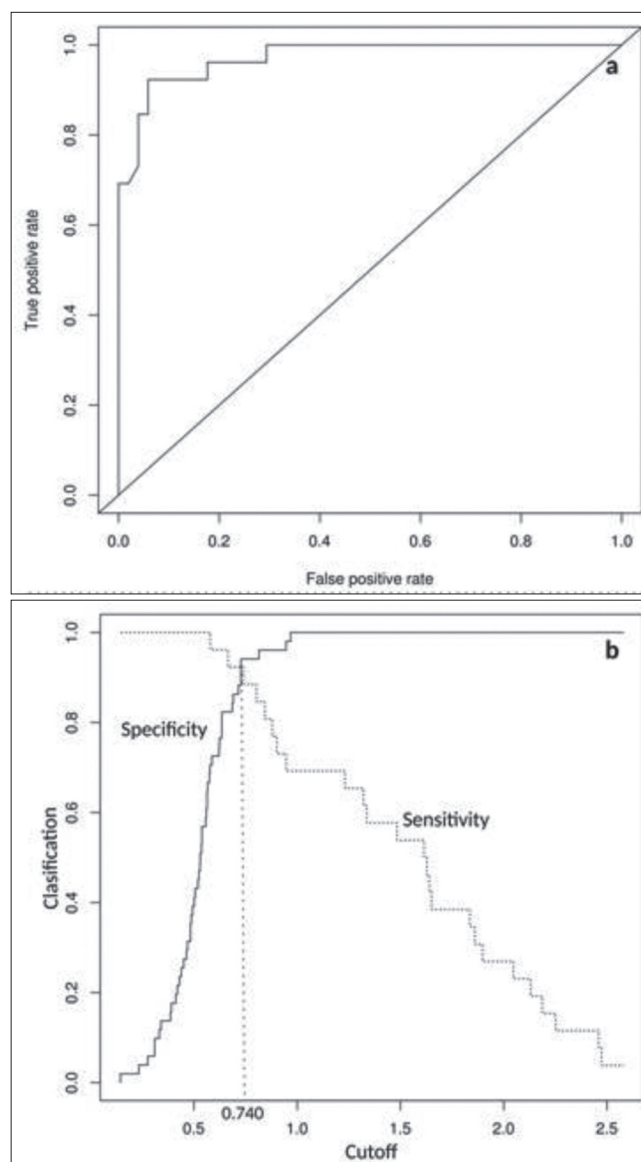 a
1.0
0.8
0.6
0.4
0.2
0.0
True positive rate
0.0 0.2 0.4 0.6 0.8 1.0
False positive rate
b
1.0
0.8
0.6
0.4
0.2
0.0
Clasification
Specificity
Sensitivity
0.740
0.5 1.0 1.5 2.0 2.5
Cutoff